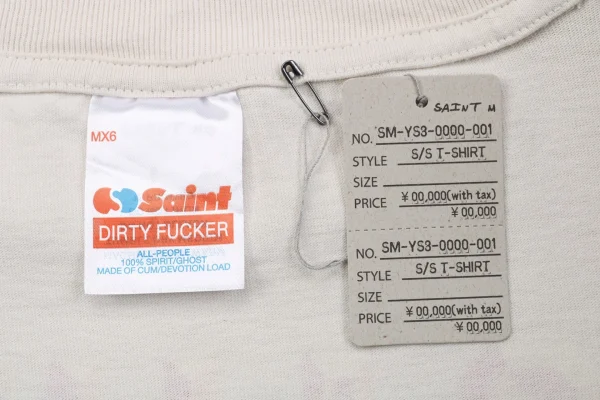 MX6
Saint
DIRTY FUCKER
ALL-PEOPLE
100% SPIRIT/GHOST
MADE OF CUM/DEVOTION LOAD
SAINT M
NO. SM-YS3-0000-001
STYLE S/S T-SHIRT
SIZE
PRICE ¥00,000(with tax)
¥00,000
NO. SM-YS3-0000-001
STYLE S/S T-SHIRT
SIZE
PRICE ¥00,000(with tax)
¥00,000